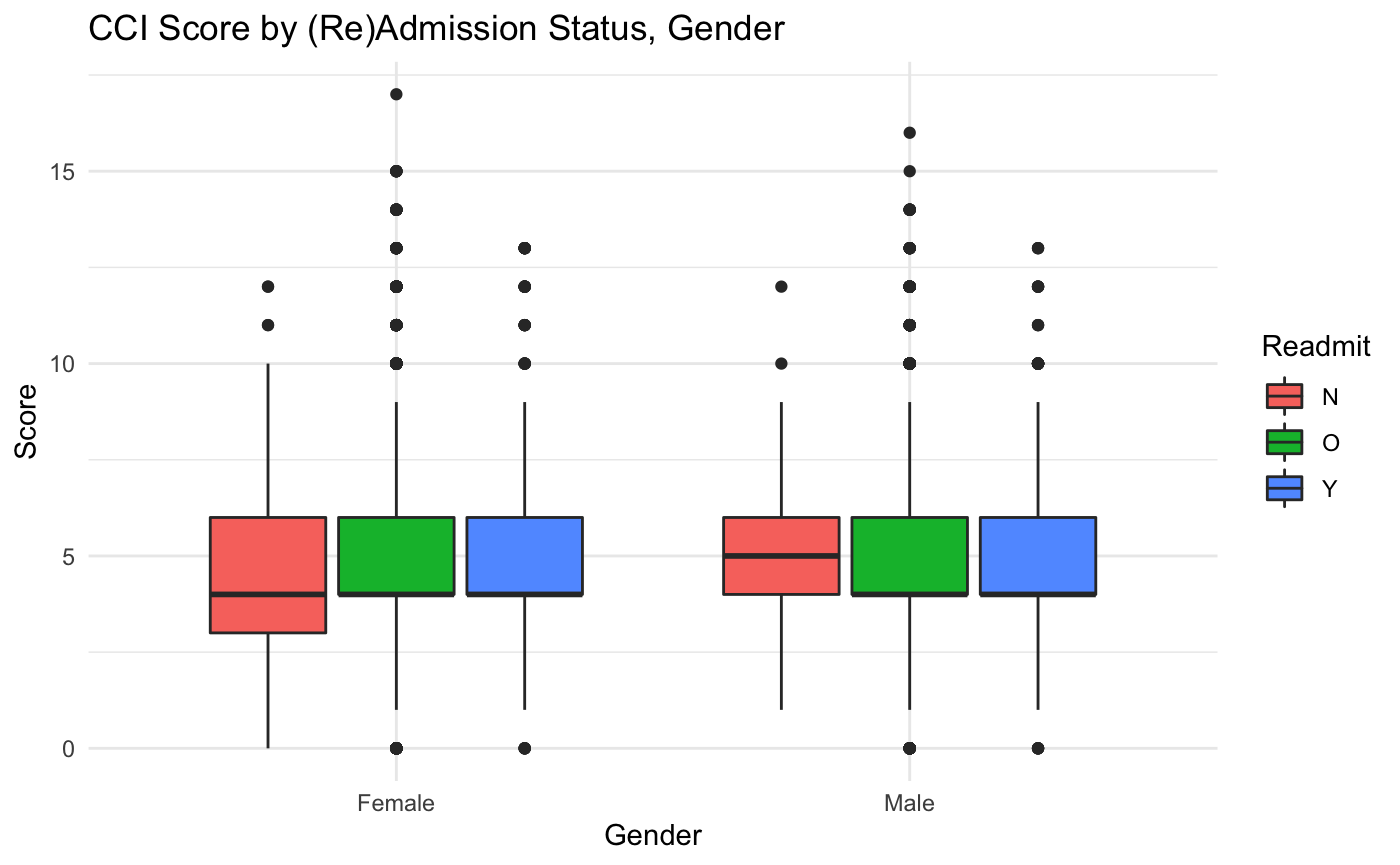 CCI Score by (Re)Admission Status, Gender
15
10
5
0
Score
Female
Male
Gender
Readmit
N
O
Y